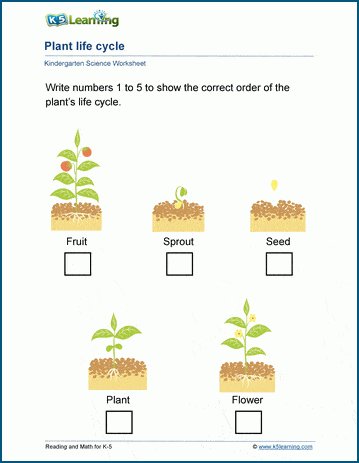 K5 Learning
Plant life cycle
Kindergarten Science Worksheet
Write numbers 1 to 5 to show the correct order of the
plant's life cycle.
Fruit Sprout Seed
Plant Flower
Reading and Math for K-5
© www.k5learning.com